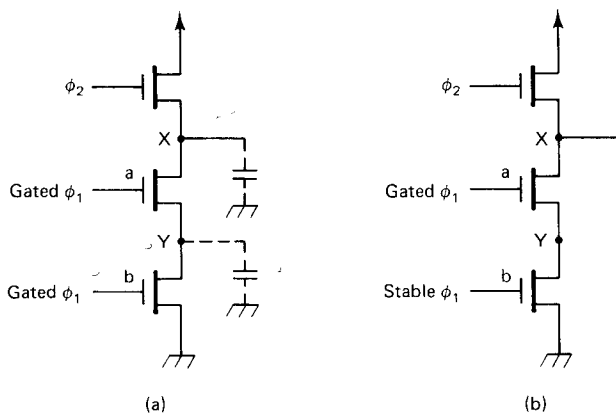 ϕ₂
X
a
Gated ϕ₁
Y
b
Gated ϕ₁
(a)
ϕ₂
X
a
Gated ϕ₁
Y
b
Stable ϕ₁
(b)